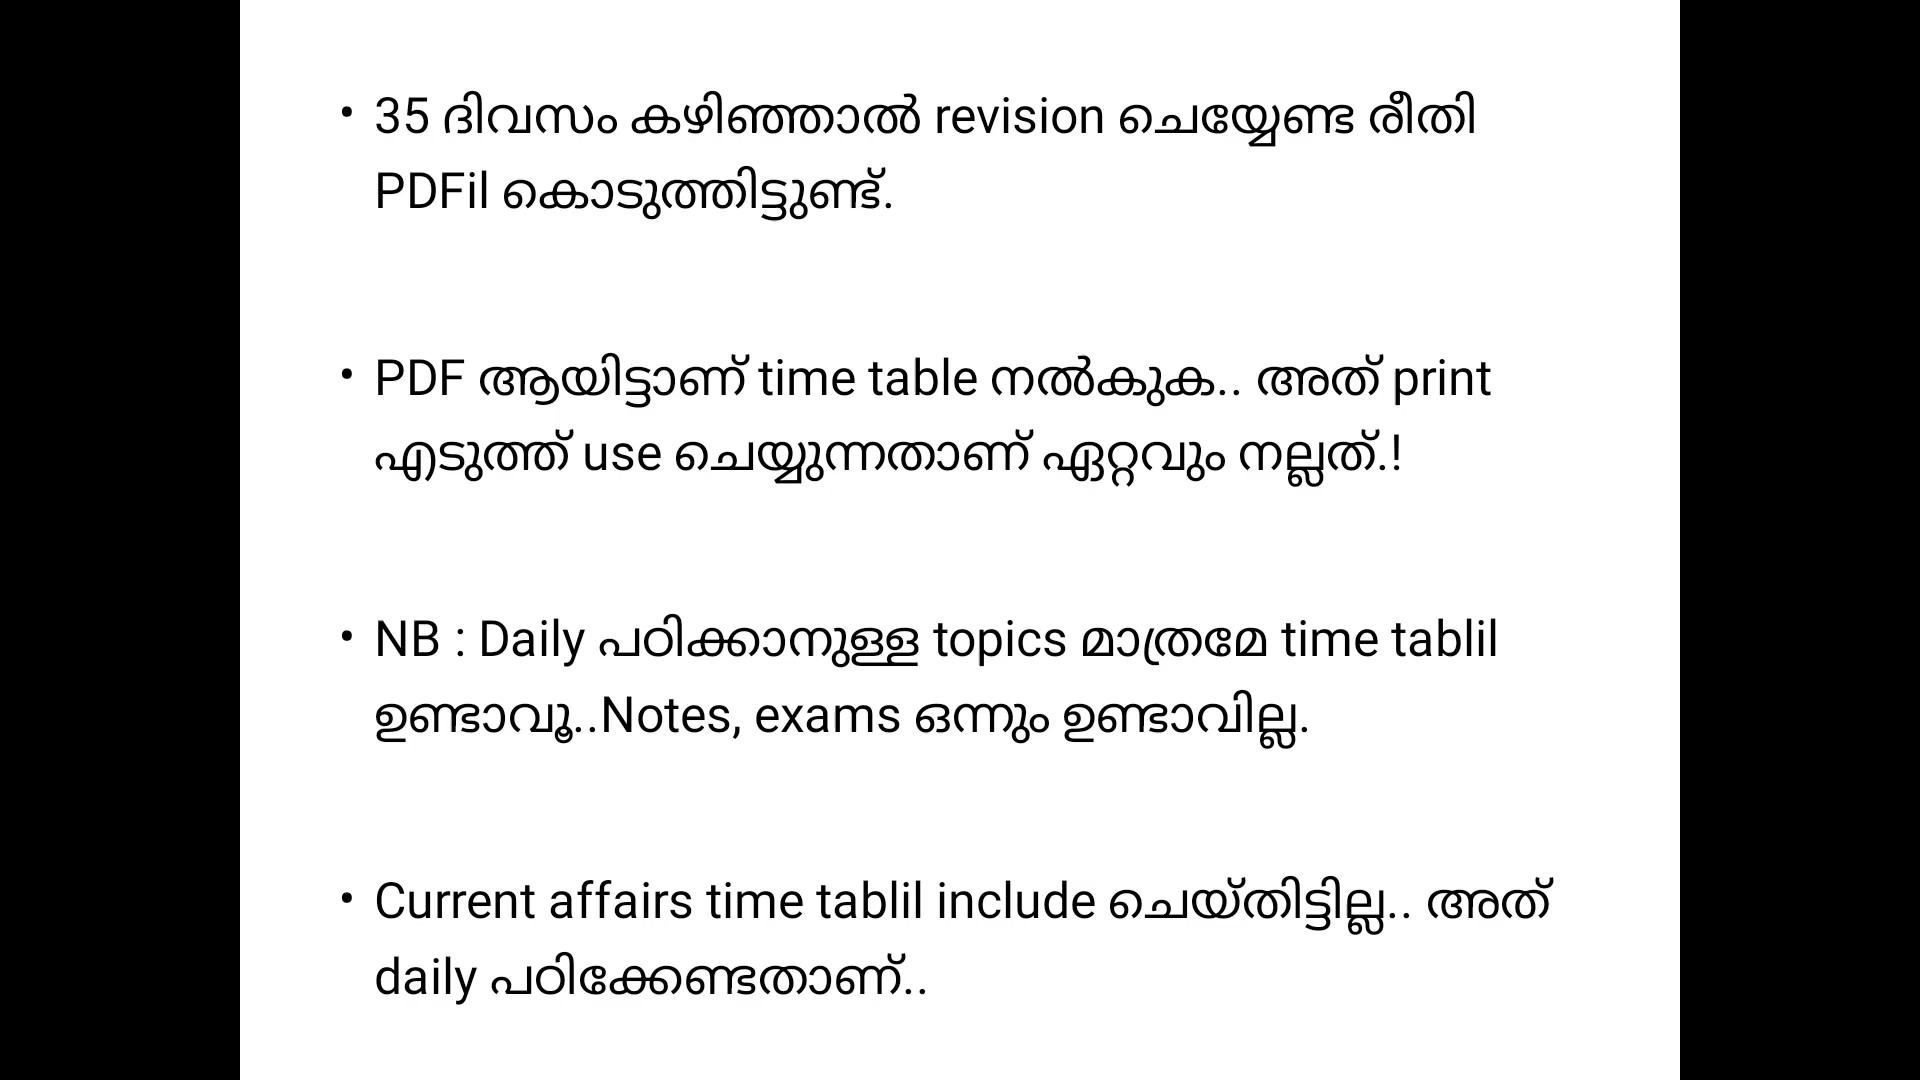 • 35 ദിവസം കഴിഞ്ഞാൽ revision ചെയ്യേണ്ട രീതി
PDFil കൊടുത്തിട്ടുണ്ട്.
• PDF ആയിട്ടാണ് time table നൽകുക.. അത് print
എടുത്ത് use ചെയ്യുന്നതാണ് ഏറ്റവും നല്ലത്.!
• NB : Daily പഠിക്കാനുള്ള topics മാത്രമേ time tablil
ഉണ്ടാവൂ..Notes, exams ഒന്നും ഉണ്ടാവില്ല.
• Current affairs time tablil include ചെയ്തിട്ടില്ല.. അത്
daily പഠിക്കേണ്ടതാണ്..